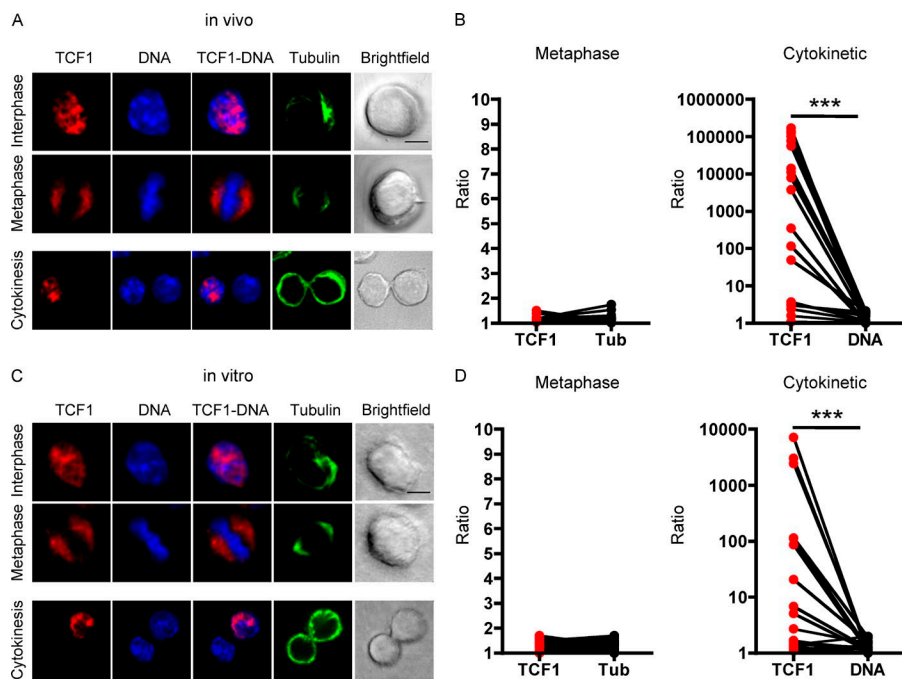 A
in vivo
TCF1 DNA TCF1-DNA Tubulin Brightfield
Interphase
Metaphase
Cytokinesis
B
Metaphase
Ratio
10
9
8
7
6
5
4
3
2
1
TCF1 Tub
Cytokinetic
***
Ratio
1000000
100000
10000
1000
100
10
1
TCF1 DNA
C
in vitro
TCF1 DNA TCF1-DNA Tubulin Brightfield
Interphase
Metaphase
Cytokinesis
D
Metaphase
Ratio
10
9
8
7
6
5
4
3
2
1
TCF1 Tub
Cytokinetic
***
Ratio
10000
1000
100
10
1
TCF1 DNA